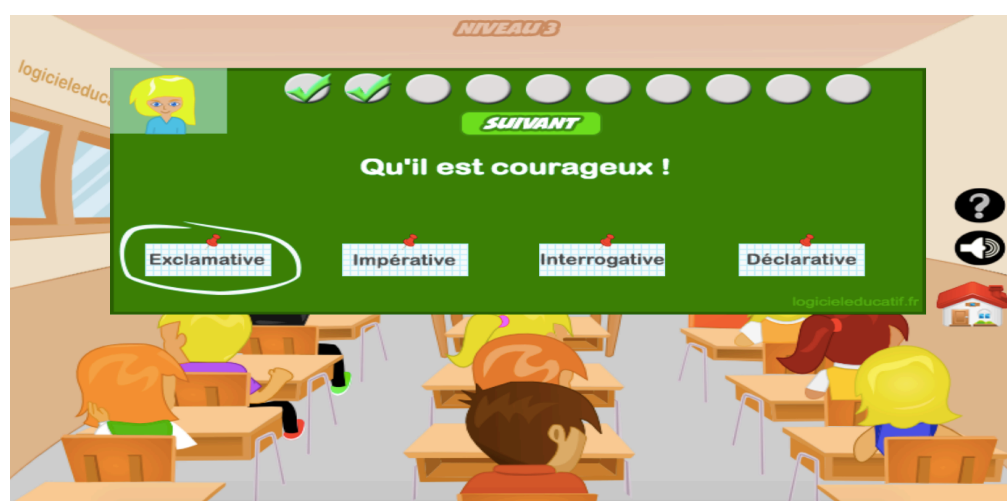 NIVEAU 3
logicieleduc
SUIVANT
Qu'il est courageux !
Exclamative
Impérative
Interrogative
Déclarative
logicieleducatif.fr
?